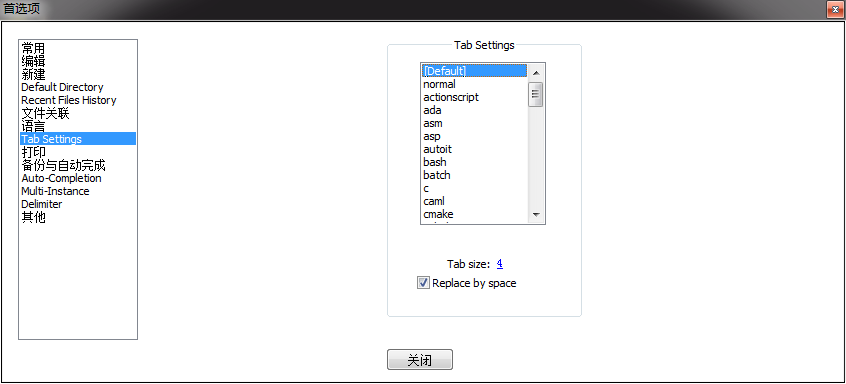 首选项
常用
编辑
新建
Default Directory
Recent Files History
文件关联
语言
Tab Settings
打印
备份与自动完成
Auto-Completion
Multi-Instance
Delimiter
其他
Tab Settings
[Default]
normal
actionscript
ada
asm
asp
autoit
bash
batch
c
caml
cmake
Tab size: 4
Replace by space
关闭